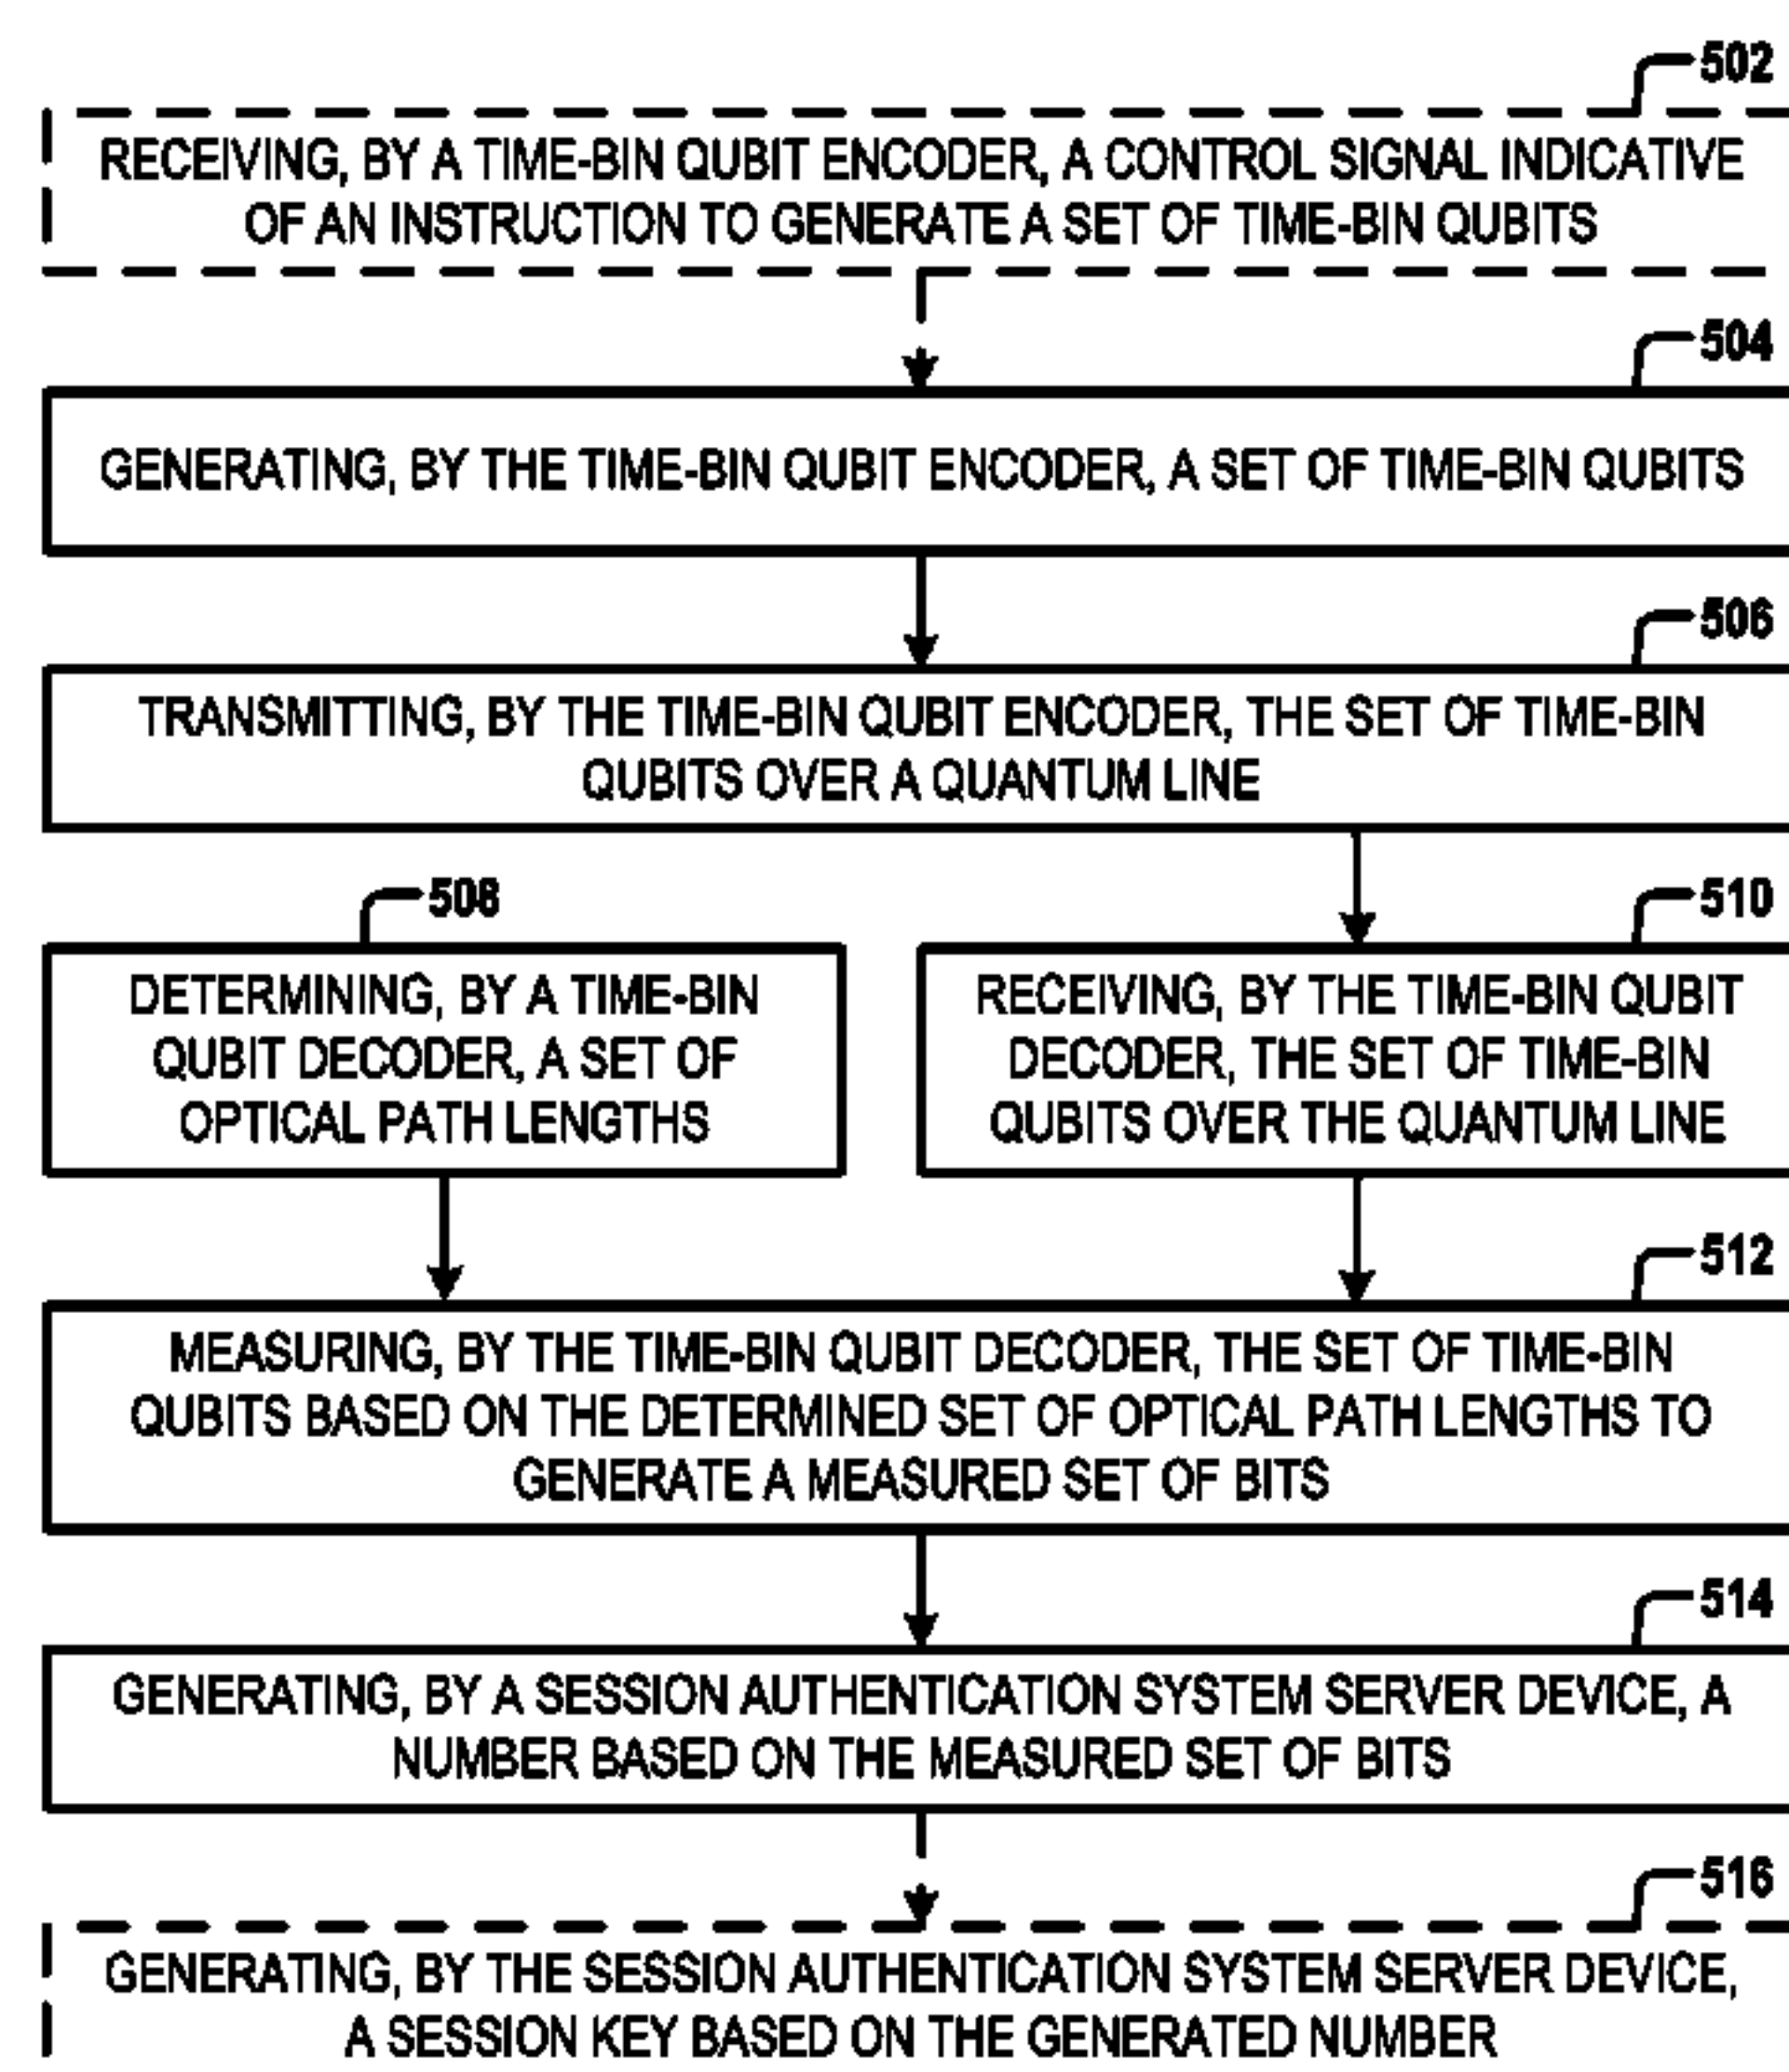 502
RECEIVING, BY A TIME-BIN QUBIT ENCODER, A CONTROL SIGNAL INDICATIVE
OF AN INSTRUCTION TO GENERATE A SET OF TIME-BIN QUBITS
504
GENERATING, BY THE TIME-BIN QUBIT ENCODER, A SET OF TIME-BIN QUBITS
506
TRANSMITTING, BY THE TIME-BIN QUBIT ENCODER, THE SET OF TIME-BIN
QUBITS OVER A QUANTUM LINE
508
DETERMINING, BY A TIME-BIN
QUBIT DECODER, A SET OF
OPTICAL PATH LENGTHS
510
RECEIVING, BY THE TIME-BIN QUBIT
DECODER, THE SET OF TIME-BIN
QUBITS OVER THE QUANTUM LINE
512
MEASURING, BY THE TIME-BIN QUBIT DECODER, THE SET OF TIME-BIN
QUBITS BASED ON THE DETERMINED SET OF OPTICAL PATH LENGTHS TO
GENERATE A MEASURED SET OF BITS
514
GENERATING, BY A SESSION AUTHENTICATION SYSTEM SERVER DEVICE, A
NUMBER BASED ON THE MEASURED SET OF BITS
516
GENERATING, BY THE SESSION AUTHENTICATION SYSTEM SERVER DEVICE,
A SESSION KEY BASED ON THE GENERATED NUMBER